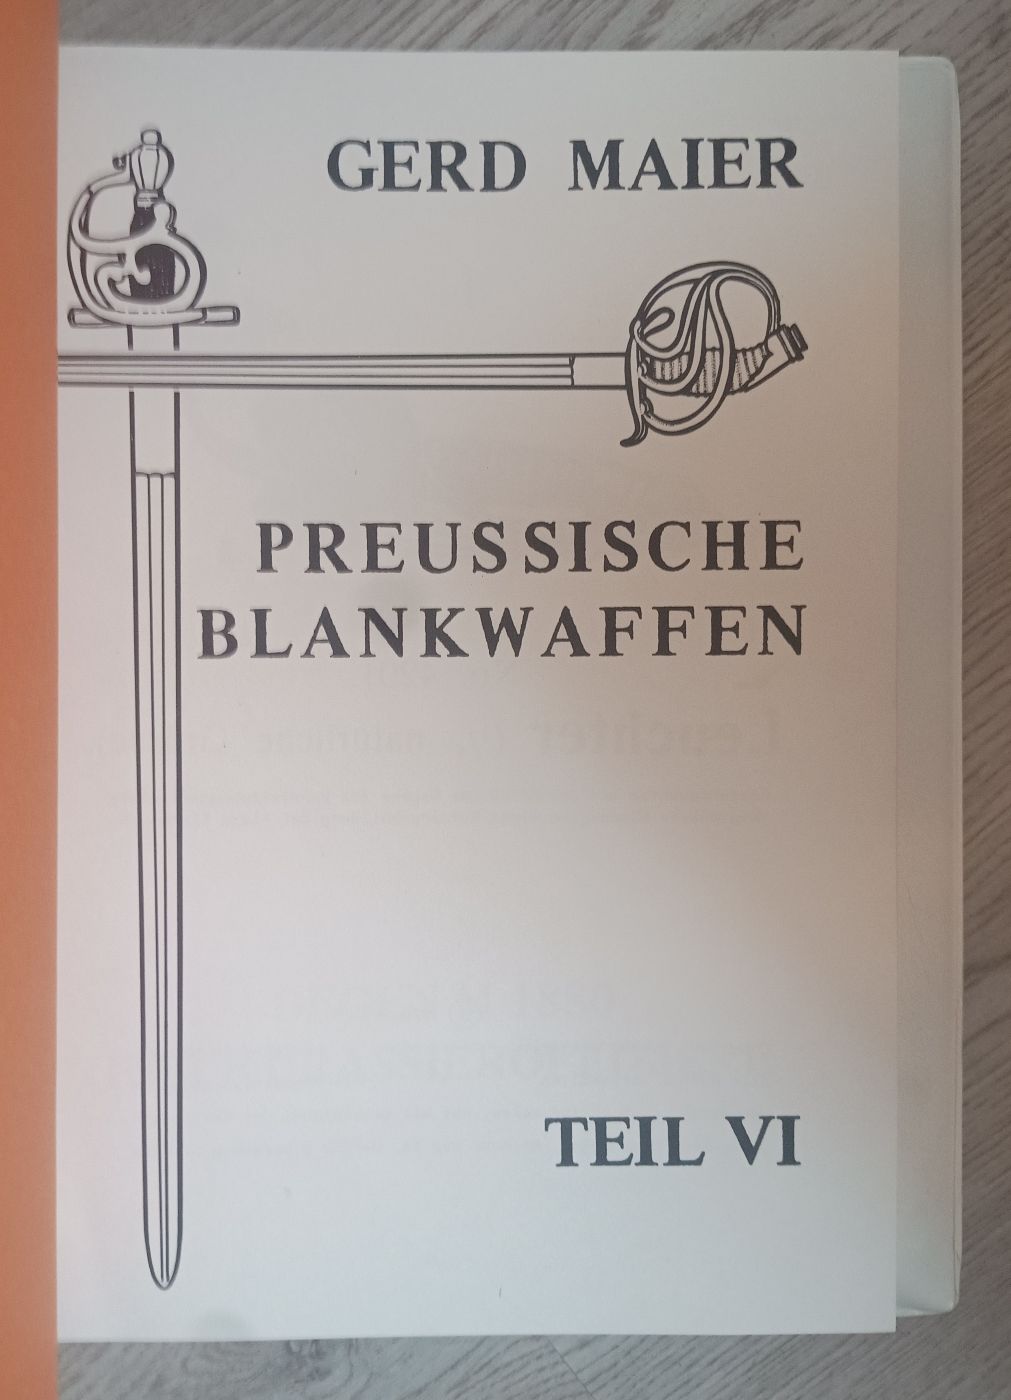 GERD MAIER
PREUSSISCHE
BLANKWAFFEN
TEIL VI